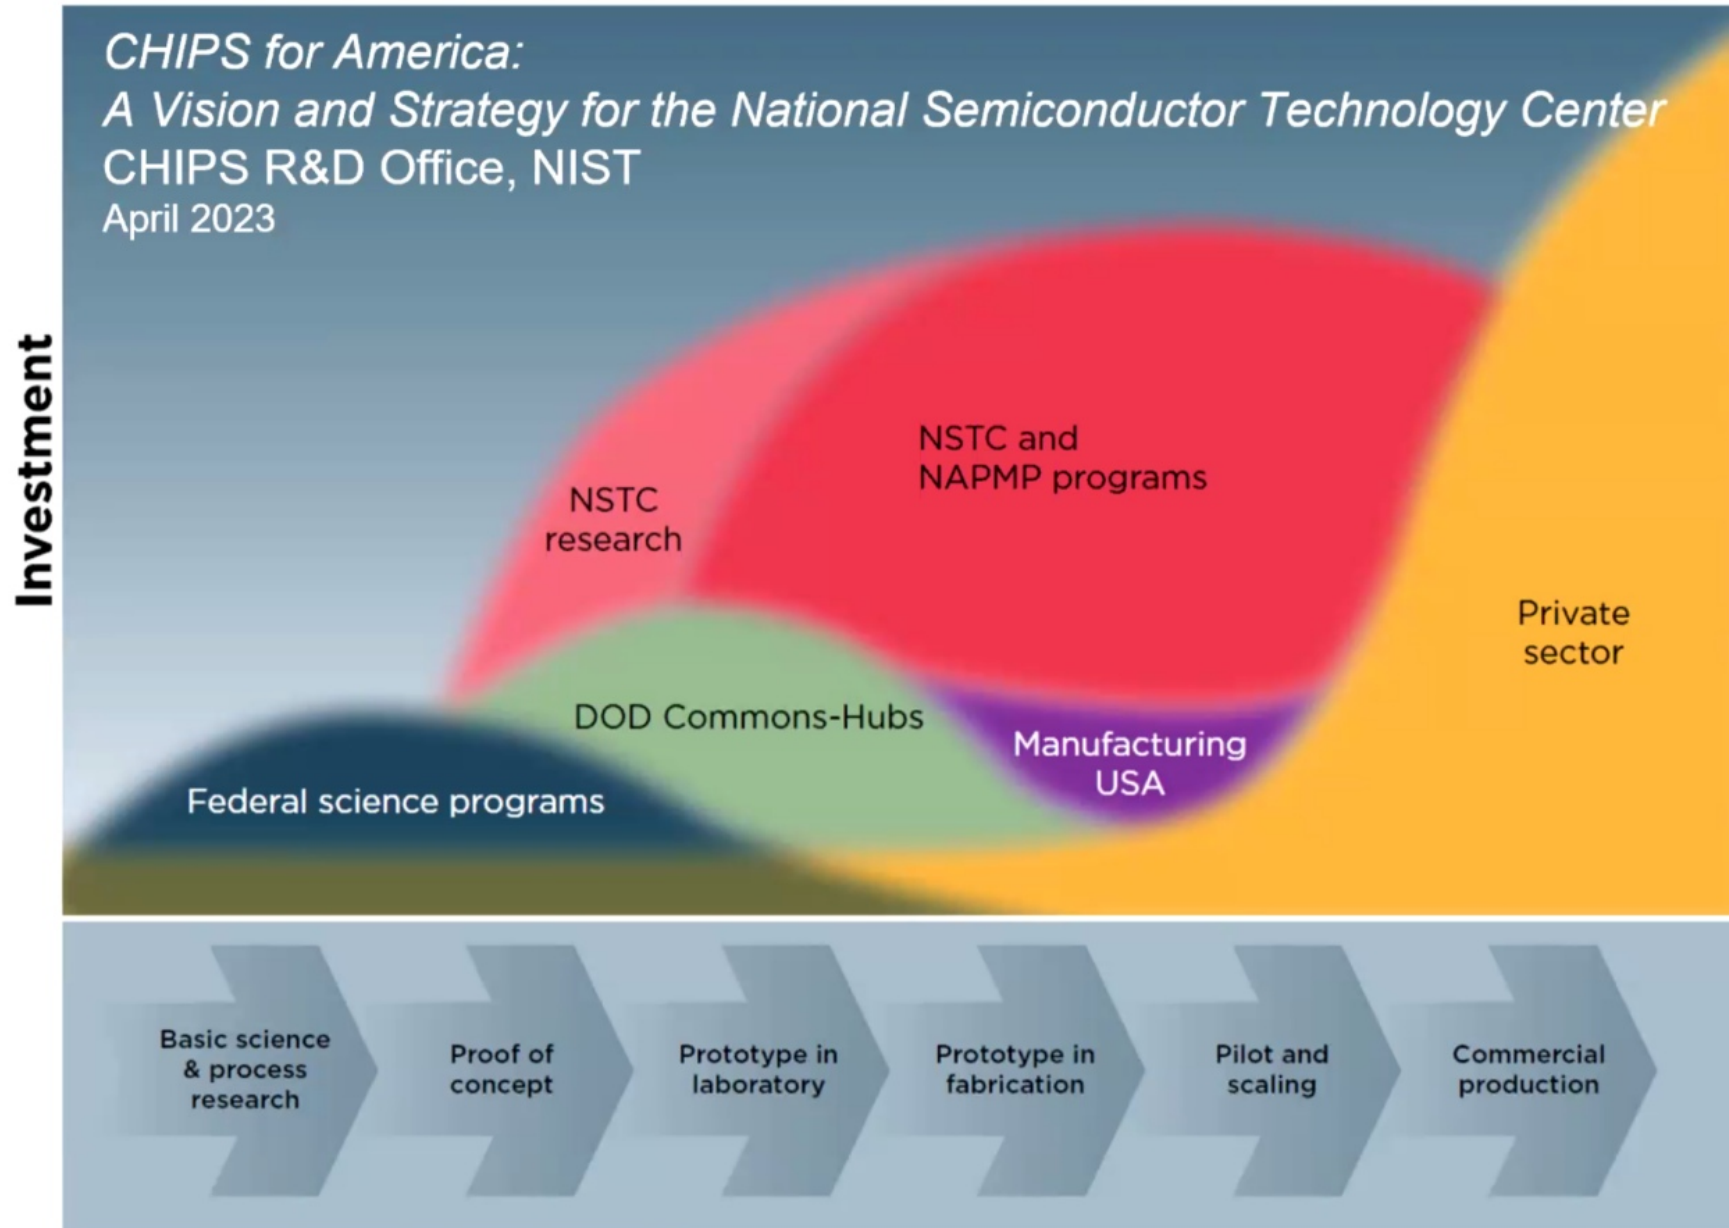 CHIPS for America:
A Vision and Strategy for the National Semiconductor Technology Center
CHIPS R&D Office, NIST
April 2023
Investment
NSTC and
NAPMP programs
NSTC
research
Private
sector
DOD Commons-Hubs
Manufacturing
USA
Federal science programs
Basic science
& process
research
Proof of
concept
Prototype in
laboratory
Prototype in
fabrication
Pilot and
scaling
Commercial
production